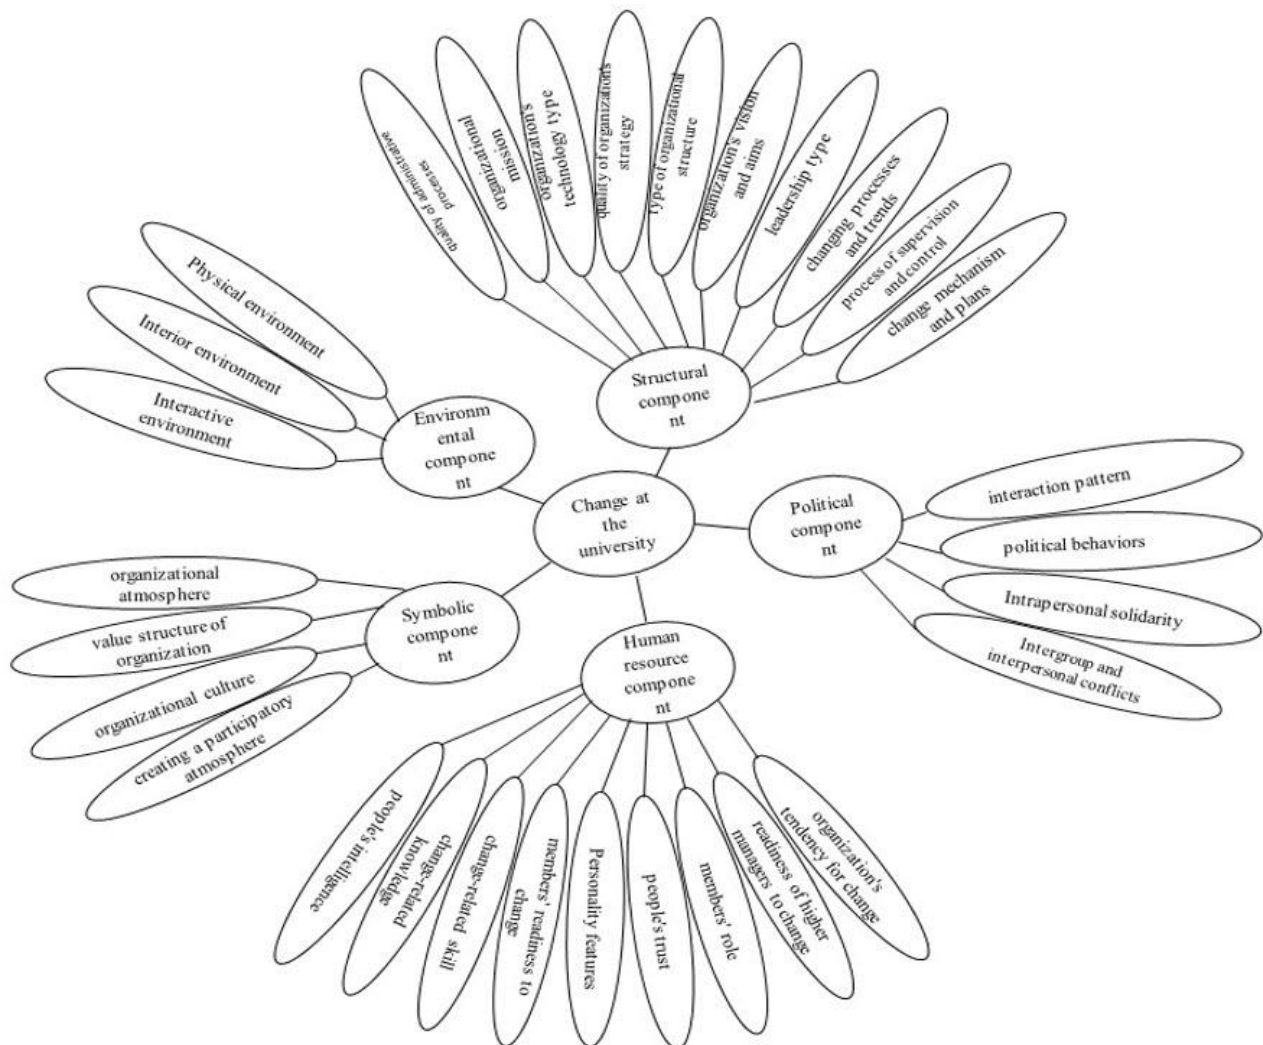 quality of administrative
processes
organizational
mission
organization's
technology type
quality of organization's
strategy
type of organizational
structure
organization's vision
and aims
leadership type
changing processes
and trends
process of supervision
and control
change mechanism
and plans
Physical environment
Interior environment
Interactive
environment
Structural
compone
nt
Environm
ental
compone
nt
Change at
the
university
Political
compone
nt
interaction pattern
political behaviors
Intrapersonal solidarity
Intergroup and
interpersonal conflicts
organizational
atmosphere
value structure of
organization
organizational culture
creating a participatory
atmosphere
Symbolic
compone
nt
Human
resource
compone
nt
people's intelligence
change-related
knowledge
change-related skill
members' readiness to
change
Personality features
people's trust
members' role
readiness of higher
managers to change
organization's
tendency for change